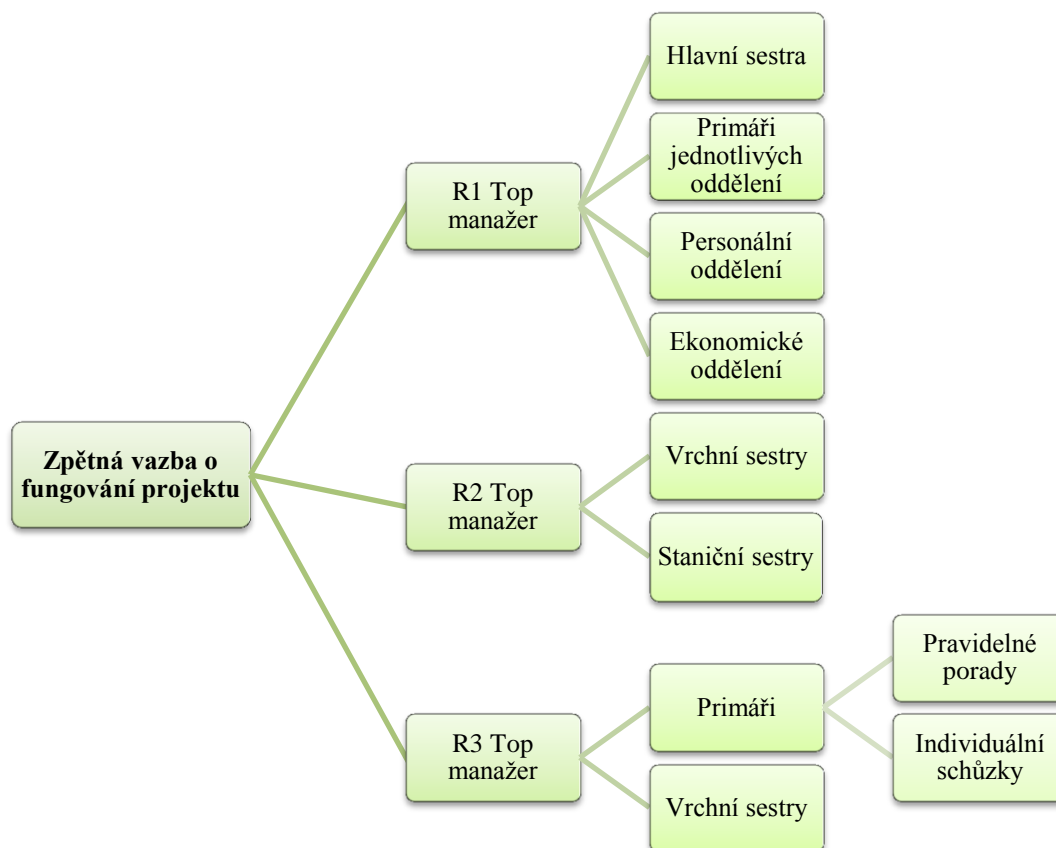 Hlavní sestra
Primáři
jednotlivých
oddělení
R1 Top
manažer
Personální
oddělení
Ekonomické
oddělení
Zpětná vazba o
fungování projektu
Vrchní sestry
R2 Top
manažer
Staniční sestry
Pravidelné
porady
Primáři
R3 Top
manažer
Individuální
schůzky
Vrchní sestry